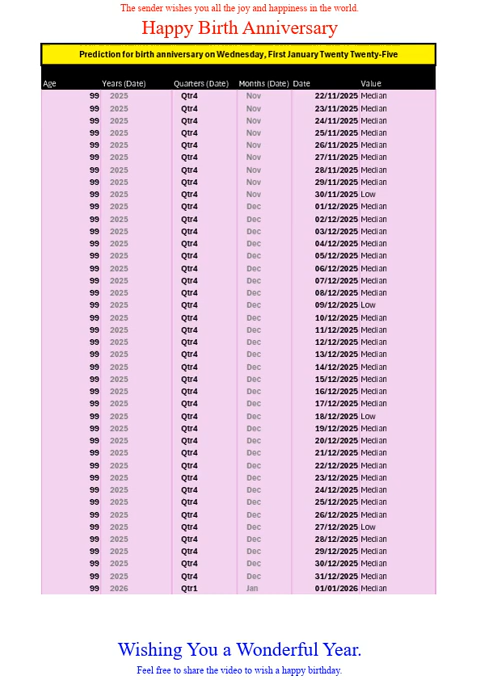 The sender wishes you all the joy and happiness in the world.
Happy Birth Anniversary
Prediction for birth anniversary on Wednesday, First January Twenty Twenty-Five
Age Years (Date) Quarters (Date) Months (Date) Date Value
99 2025 Qtr4 Nov 22/11/2025 Median
99 2025 Qtr4 Nov 23/11/2025 Median
99 2025 Qtr4 Nov 24/11/2025 Median
99 2025 Qtr4 Nov 25/11/2025 Median
99 2025 Qtr4 Nov 26/11/2025 Median
99 2025 Qtr4 Nov 27/11/2025 Median
99 2025 Qtr4 Nov 28/11/2025 Median
99 2025 Qtr4 Nov 29/11/2025 Median
99 2025 Qtr4 Nov 30/11/2025 Low
99 2025 Qtr4 Dec 01/12/2025 Median
99 2025 Qtr4 Dec 02/12/2025 Median
99 2025 Qtr4 Dec 03/12/2025 Median
99 2025 Qtr4 Dec 04/12/2025 Median
99 2025 Qtr4 Dec 05/12/2025 Median
99 2025 Qtr4 Dec 06/12/2025 Median
99 2025 Qtr4 Dec 07/12/2025 Median
99 2025 Qtr4 Dec 08/12/2025 Median
99 2025 Qtr4 Dec 09/12/2025 Low
99 2025 Qtr4 Dec 10/12/2025 Median
99 2025 Qtr4 Dec 11/12/2025 Median
99 2025 Qtr4 Dec 12/12/2025 Median
99 2025 Qtr4 Dec 13/12/2025 Median
99 2025 Qtr4 Dec 14/12/2025 Median
99 2025 Qtr4 Dec 15/12/2025 Median
99 2025 Qtr4 Dec 16/12/2025 Median
99 2025 Qtr4 Dec 17/12/2025 Median
99 2025 Qtr4 Dec 18/12/2025 Low
99 2025 Qtr4 Dec 19/12/2025 Median
99 2025 Qtr4 Dec 20/12/2025 Median
99 2025 Qtr4 Dec 21/12/2025 Median
99 2025 Qtr4 Dec 22/12/2025 Median
99 2025 Qtr4 Dec 23/12/2025 Median
99 2025 Qtr4 Dec 24/12/2025 Median
99 2025 Qtr4 Dec 25/12/2025 Median
99 2025 Qtr4 Dec 26/12/2025 Median
99 2025 Qtr4 Dec 27/12/2025 Low
99 2025 Qtr4 Dec 28/12/2025 Median
99 2025 Qtr4 Dec 29/12/2025 Median
99 2025 Qtr4 Dec 30/12/2025 Median
99 2025 Qtr4 Dec 31/12/2025 Median
99 2026 Qtr1 Jan 01/01/2026 Median
Wishing You a Wonderful Year.
Feel free to share the video to wish a happy birthday.